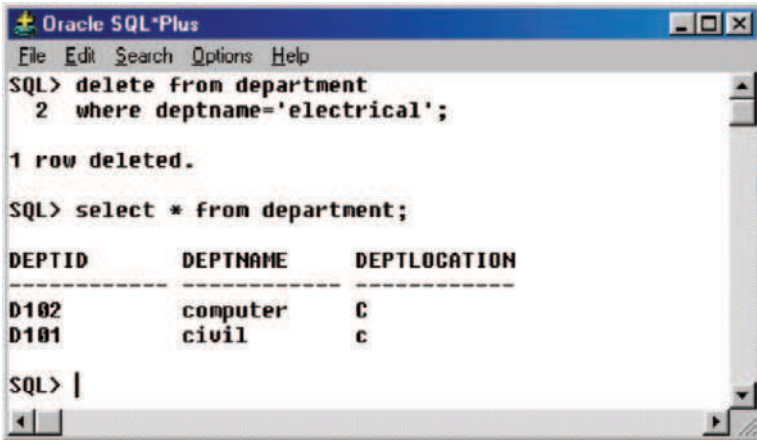 Oracle SQL*Plus
File Edit Search Options Help
SQL> delete from department
2 where deptname='electrical';
1 row deleted.
SQL> select * from department;
DEPTID DEPTNAME DEPTLOCATION
------------ ------------ ------------
D102 computer C
D101 civil c
SQL>